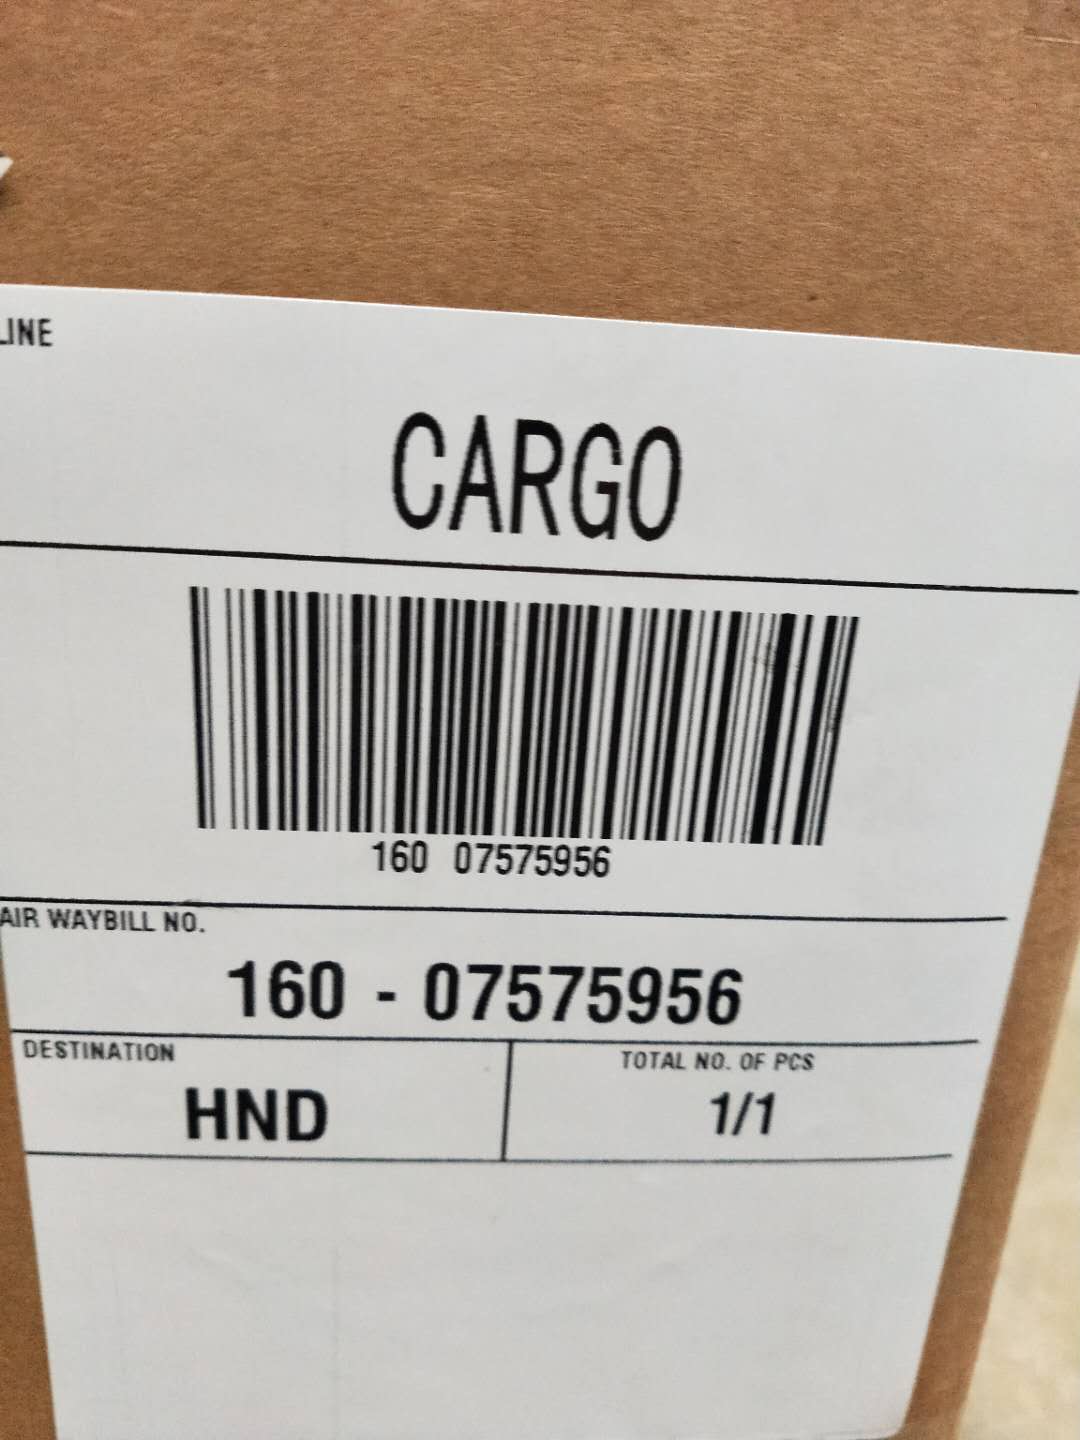 LINE
CARGO
160 07575956
AIR WAYBILL NO.
160 - 07575956
DESTINATION
TOTAL NO. OF PCS
HND
1/1